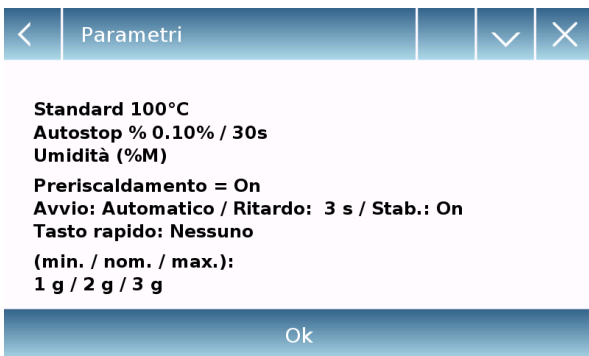 Parametri
Standard 100°C
Autostop % 0.10% / 30s
Umidità (%M)
Preriscaldamento = On
Avvio: Automatico / Ritardo:  3 s / Stab.: On
Tasto rapido: Nessuno
(min. / nom. / max.):
1 g / 2 g / 3 g
Ok